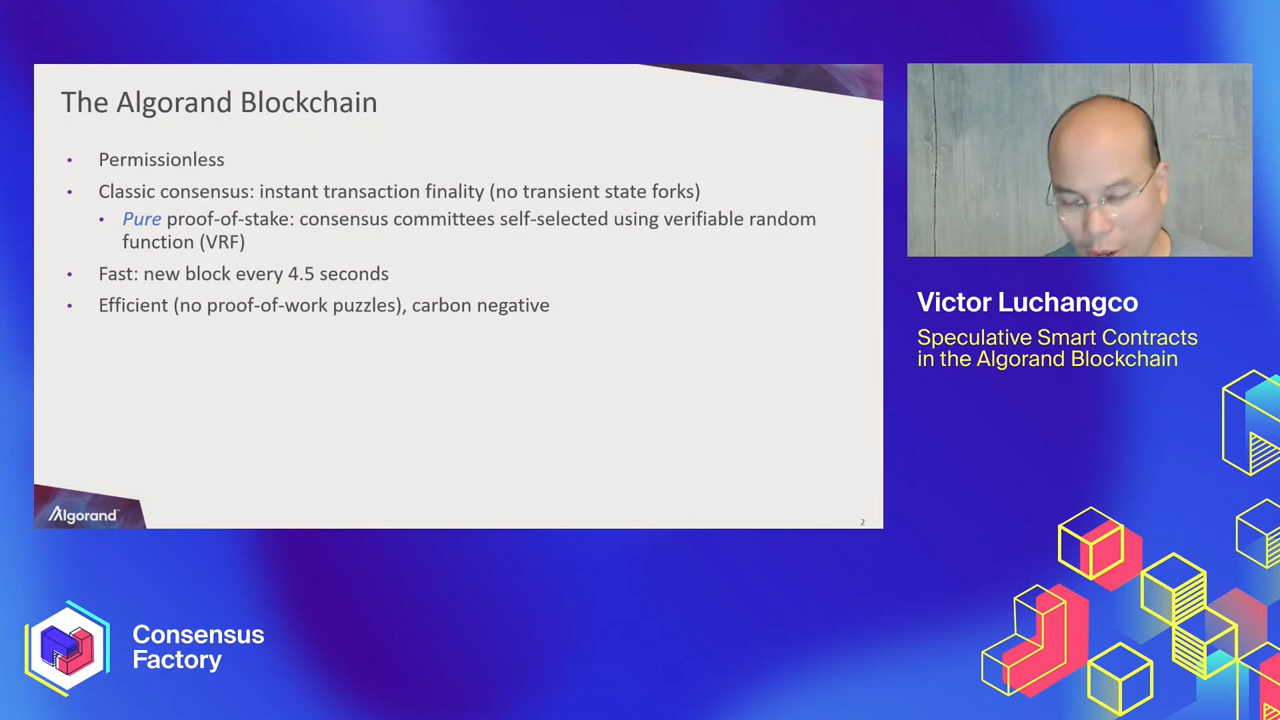 The Algorand Blockchain
• Permissionless
• Classic consensus: instant transaction finality (no transient state forks)
• Pure proof-of-stake: consensus committees self-selected using verifiable random
function (VRF)
• Fast: new block every 4.5 seconds
• Efficient (no proof-of-work puzzles), carbon negative
Algorand
2
Victor Luchangco
Speculative Smart Contracts
in the Algorand Blockchain
Consensus
Factory